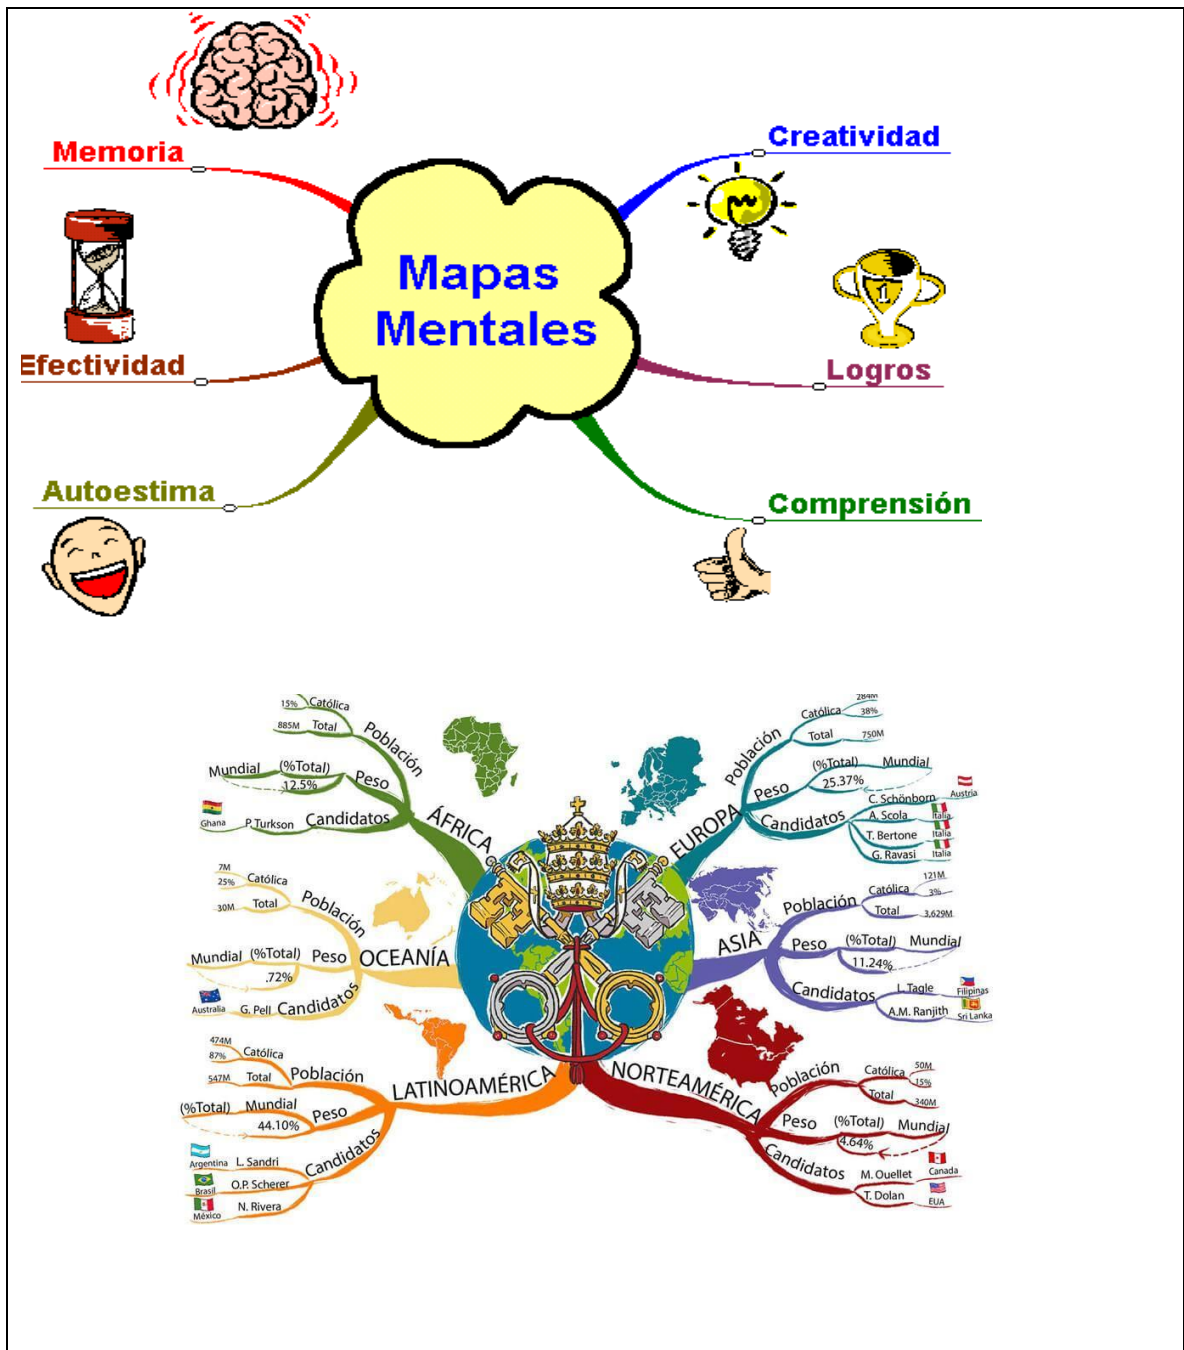 Memoria
Creatividad
Mapas
Mentales
Efectividad
Logros
Autoestima
Comprensión
15% Católica
885M Total
Población
Mundial (%Total)
12.5%
Peso
Ghana
P. Turkson Candidatos
ÁFRICA
284M
Católica 38%
Total 750M
Población
(%Total) Mundial
Peso 25.37%
Candidatos
C. Schönborn Austria
A. Scola Italia
T. Bertone Italia
G. Ravasi Italia
EUROPA
7M
25% Católica
30M Total
Población
Mundial (%Total) Peso
.72%
Australia G. Pell Candidatos
OCEANÍA
121M
Católica 3%
Población
Total 3,629M
Peso (%Total) Mundial
11.24%
Candidatos L. Tagle Filipinas
A.M. Ranjith Sri Lanka
ASIA
474M
87% Católica
547M Total Población
(%Total) Mundial Peso
44.10%
Argentina L. Sandri
Brasil O.P. Scherer
México N. Rivera
Candidatos
LATINOAMÉRICA
NORTEAMÉRICA
Población
Católica 50M
15%
Total 340M
Peso (%Total) Mundial
4.64%
Candidatos M. Ouellet Canada
T. Dolan EUA
1